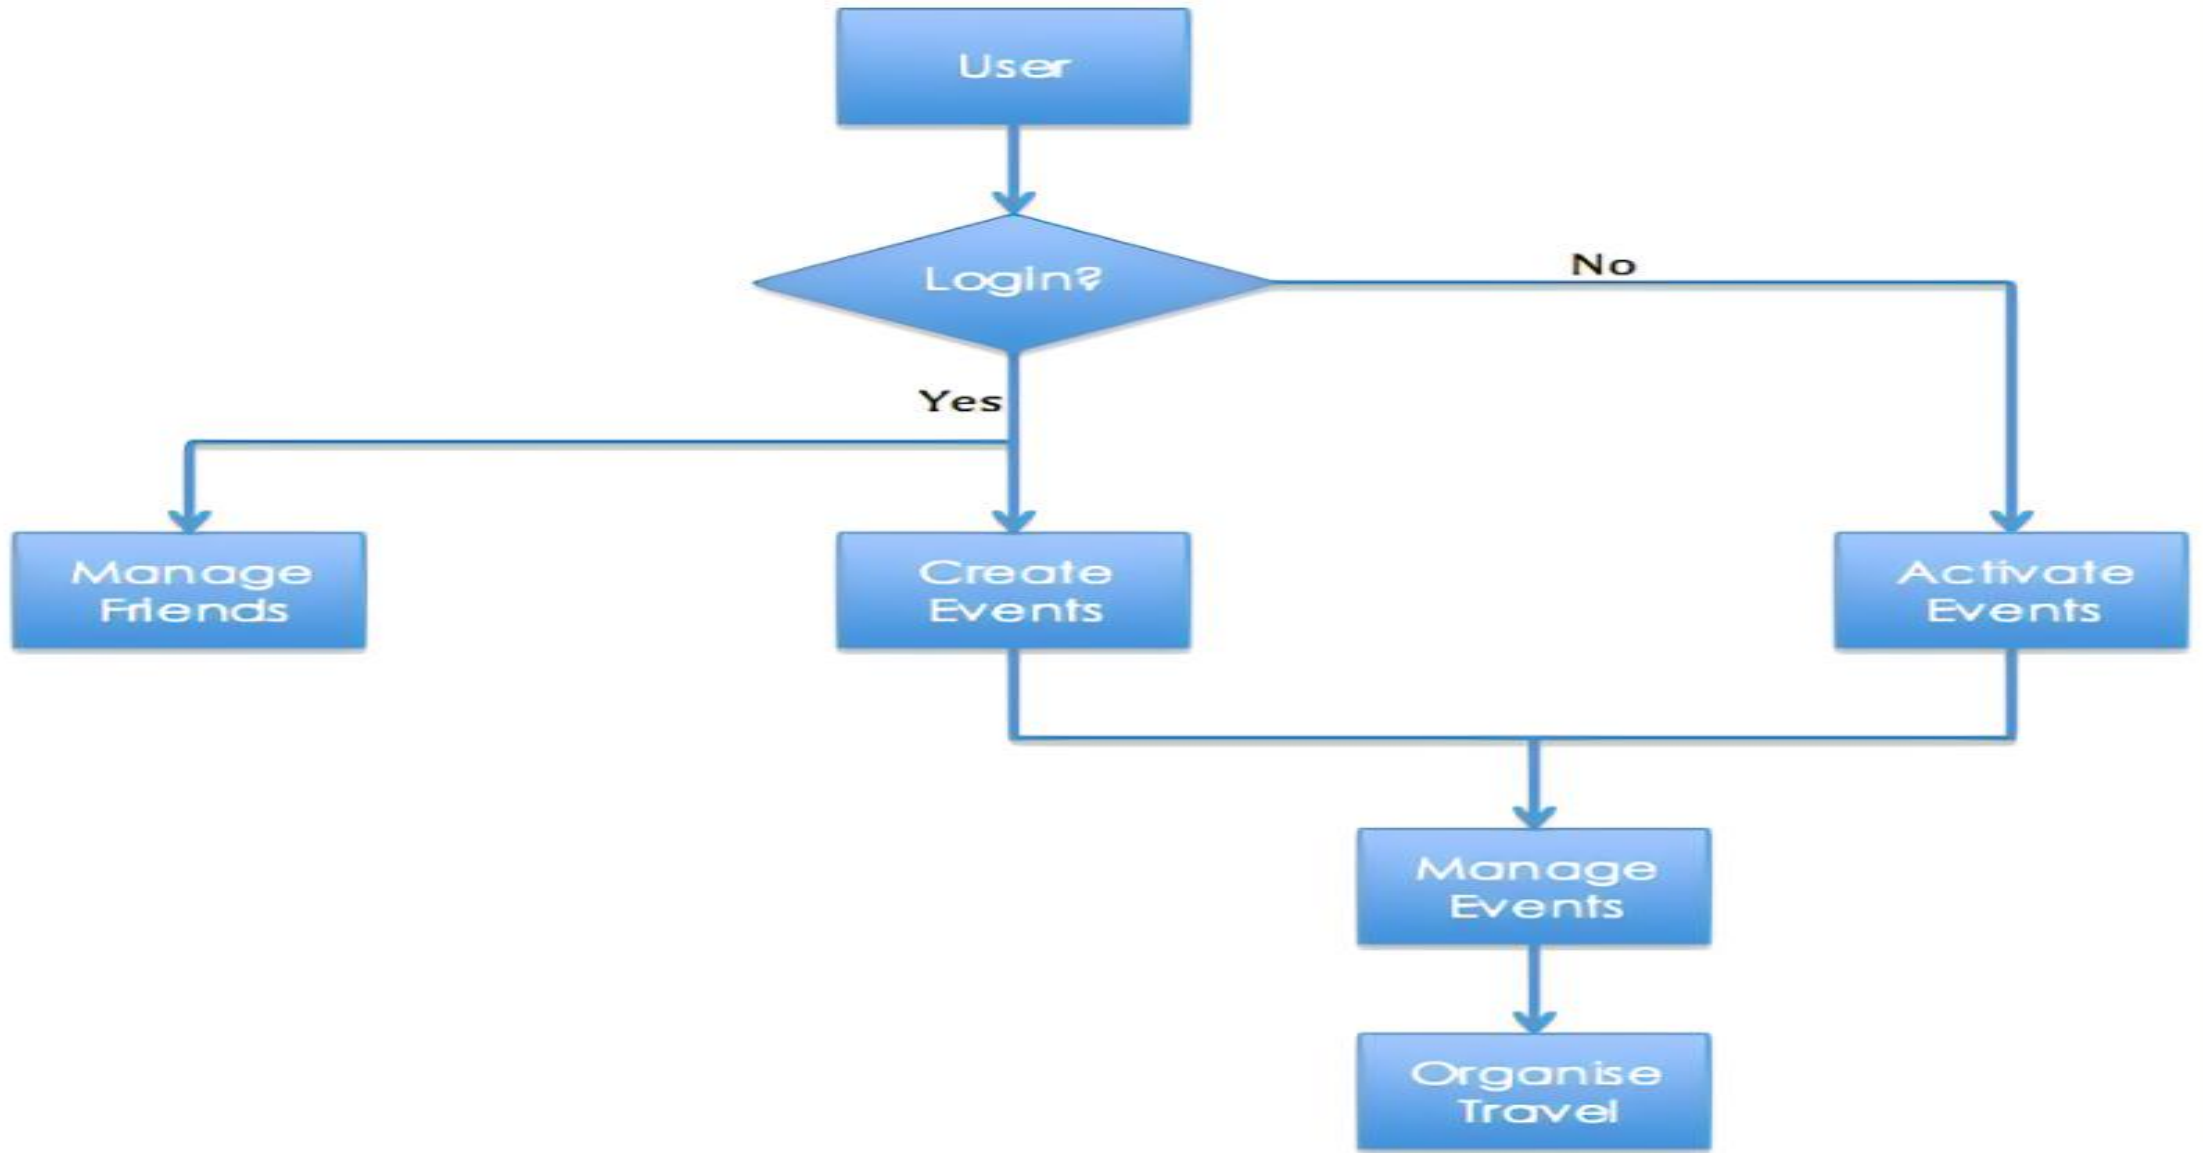 User
LogIn?
No
Yes
Manage
Friends
Create
Events
Activate
Events
Manage
Events
Organise
Travel